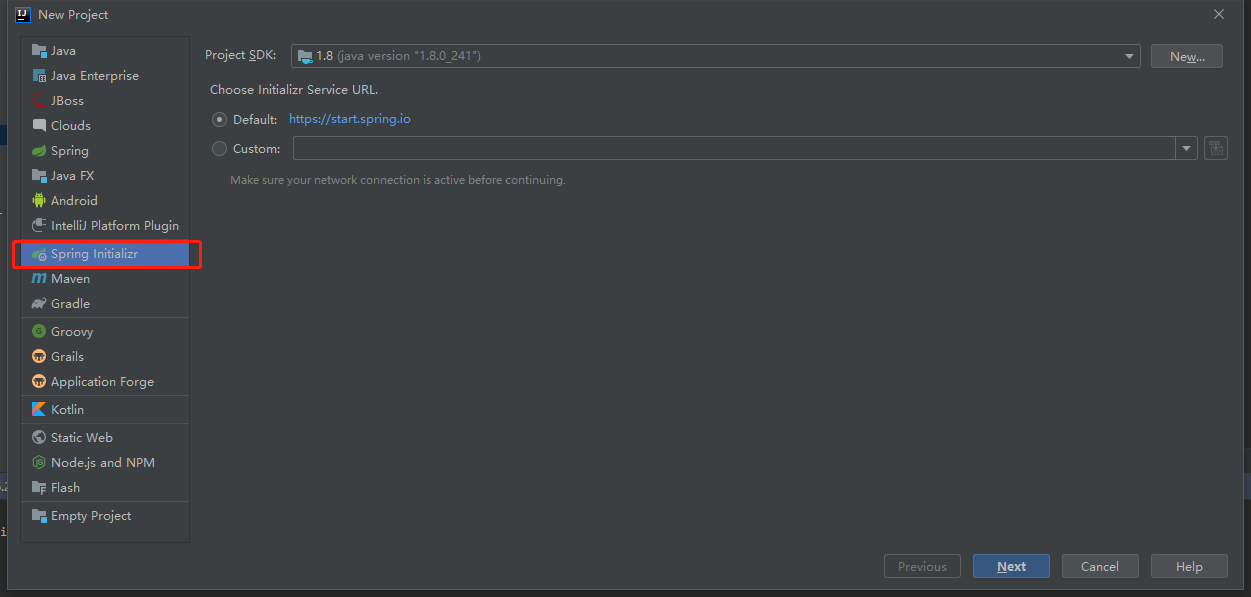 New Project
Java
Java Enterprise
JBoss
Clouds
Spring
Java FX
Android
IntelliJ Platform Plugin
Spring Initializr
Maven
Gradle
Groovy
Grails
Application Forge
Kotlin
Static Web
Node.js and NPM
Flash
Empty Project
Project SDK: 1.8 (java version "1.8.0_241") New...
Choose Initializr Service URL.
Default: https://start.spring.io
Custom:
Make sure your network connection is active before continuing.
Previous Next Cancel Help